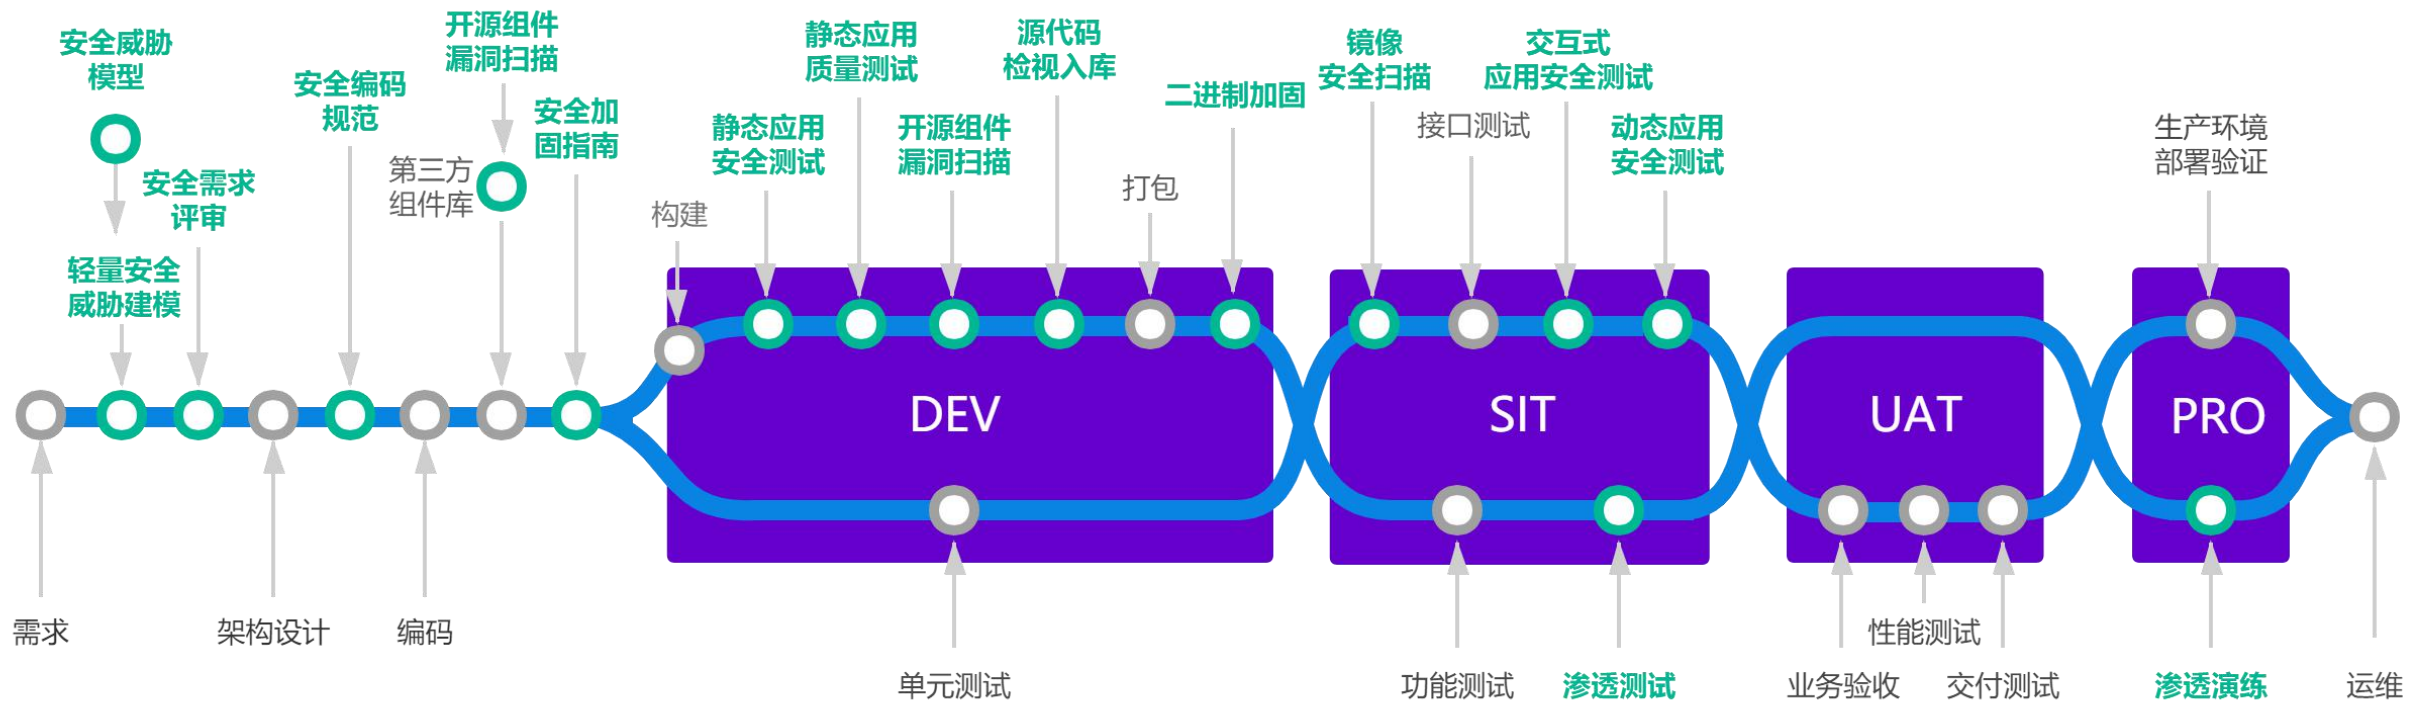 安全威胁
模型
轻量安全
威胁建模
安全需求
评审
安全编码
规范
开源组件
漏洞扫描
第三方
组件库
安全加
固指南
需求
架构设计
编码
构建
静态应用
安全测试
静态应用
质量测试
开源组件
漏洞扫描
源代码
检视入库
打包
二进制加固
DEV
单元测试
镜像
安全扫描
接口测试
交互式
应用安全测试
动态应用
安全测试
SIT
功能测试
渗透测试
UAT
业务验收
性能测试
交付测试
生产环境
部署验证
PRO
渗透演练
运维